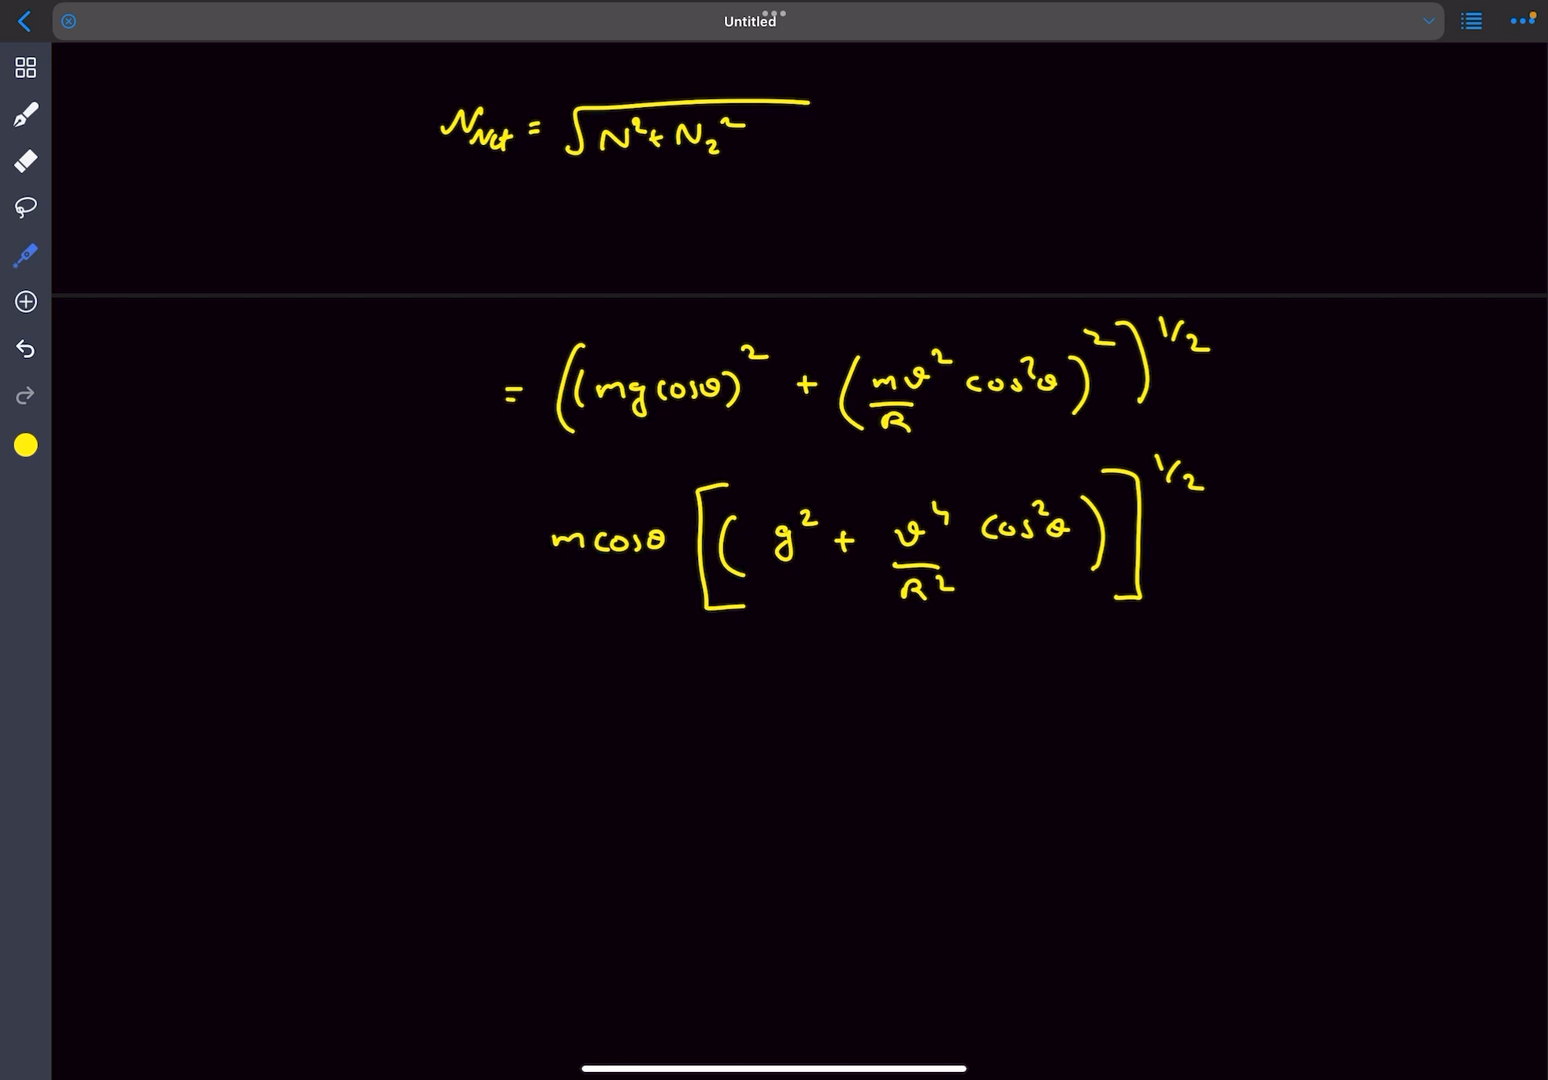 Untitled
N_Net = √(N² + N₂²)
= ((mg cosθ)² + (mv²/R cos²θ)²)^1/2
m cosθ [(g² + v⁴/R² cos²θ)]^1/2